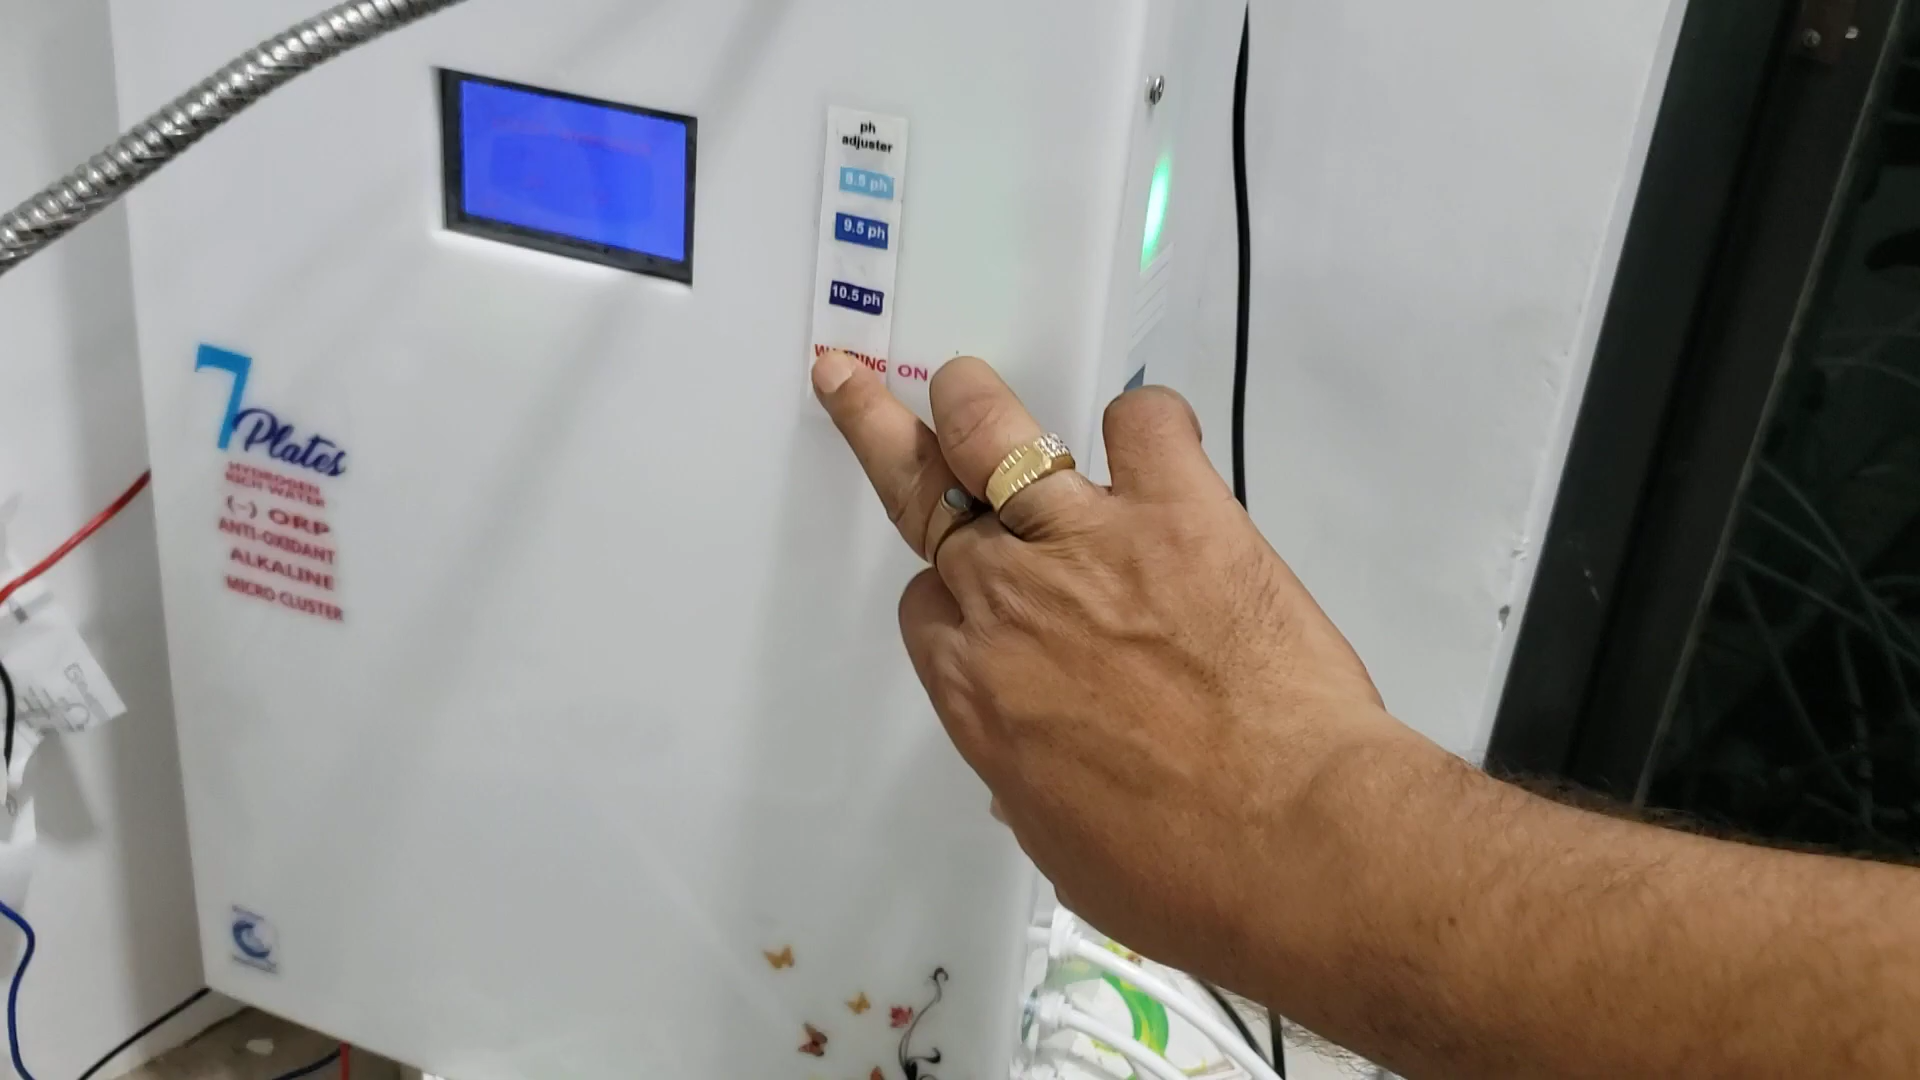 ph
adjuster
8.5 ph
9.5 ph
10.5 ph
ON
7
Plates
HYDROGEN
RICH WATER
(-) ORP
ANTI-OXIDANT
ALKALINE
MICRO CLUSTER